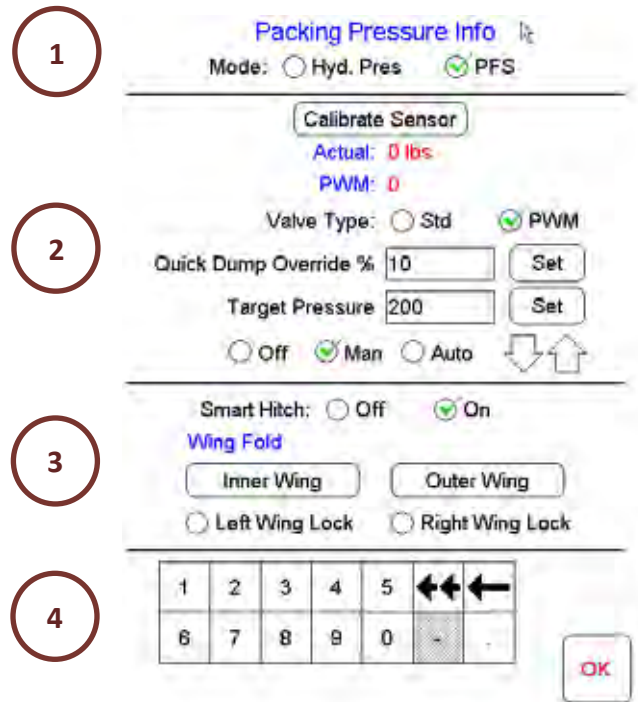 1
Packing Pressure Info
Mode: Hyd. Pres PFS
Calibrate Sensor
Actual: 0 lbs
PWM: 0
2
Valve Type: Std PWM
Quick Dump Override % 10 Set
Target Pressure 200 Set
Off Man Auto
3
Smart Hitch: Off On
Wing Fold
Inner Wing Outer Wing
Left Wing Lock Right Wing Lock
4
1 2 3 4 5
6 7 8 9 0 - .
OK